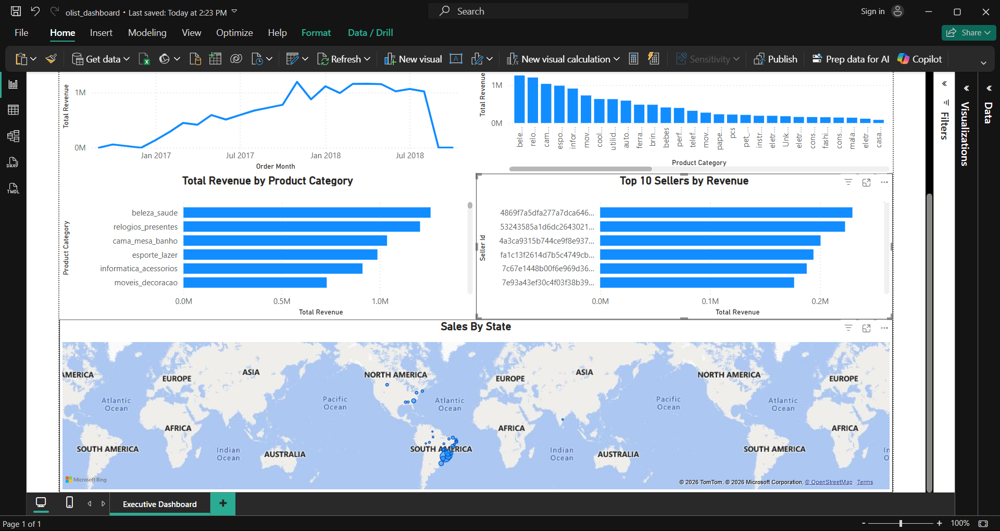 olist_dashboard • Last saved: Today at 2:23 PM
Search
Sign in
File
Home
Insert
Modeling
View
Optimize
Help
Format
Data / Drill
Share
Get data
Refresh
New visual
New visual calculation
Sensitivity
Publish
Prep data for AI
Copilot
DAX
TMDL
Total Revenue
1M
0M
Jan 2017
Jul 2017
Jan 2018
Jul 2018
Order Month
Total Revenue
1M
0M
bele...
relo...
cam...
espo...
infor...
mov...
cool...
utilid...
auto...
ferra...
brin...
bebes
perf...
telef...
mov...
pape...
pcs
pet_...
instr...
eletr...
Unk...
eletr...
cons...
fashi...
cons...
mala...
eletr...
casa...
Product Category
Filters
Visualizations
Data
Total Revenue by Product Category
Product Category
beleza_saude
relogios_presentes
cama_mesa_banho
esporte_lazer
informatica_acessorios
moveis_decoracao
0.0M
0.5M
1.0M
Total Revenue
Top 10 Sellers by Revenue
Seller Id
4869f7a5dfa277a7dca646...
53243585a1d6dc2643021...
4a3ca9315b744ce9f8e937...
fa1c13f2614d7b5c4749cb...
7c67e1448b00f6e969d36...
7e93a43ef30c4f03f38b39...
0.0M
0.1M
0.2M
Total Revenue
Sales By State
AMERICA
EUROPE
ASIA
NORTH AMERICA
EUROPE
ASIA
NORTH AMERICA
EUROPE
Atlantic
Ocean
Pacific
Ocean
Atlantic
Ocean
Pacific
Ocean
Atlantic
Ocean
AFRICA
AFRICA
AFRICA
SOUTH AMERICA
Indian
Ocean
AUSTRALIA
SOUTH AMERICA
Indian
Ocean
AUSTRALIA
SOUTH AMERICA
In
O
Microsoft Bing
© 2026 TomTom, © 2026 Microsoft Corporation, © OpenStreetMap Terms
Executive Dashboard
Page 1 of 1
100%